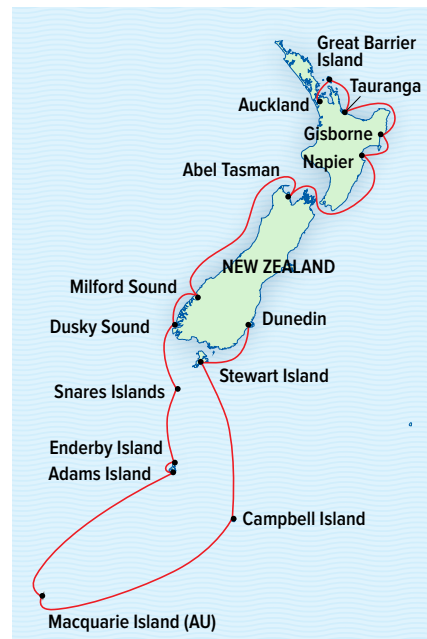 Great Barrier
Island
Tauranga
Auckland
Gisborne
Napier
Abel Tasman
NEW ZEALAND
Milford Sound
Dusky Sound
Dunedin
Stewart Island
Snares Islands
Enderby Island
Adams Island
Campbell Island
Macquarie Island (AU)